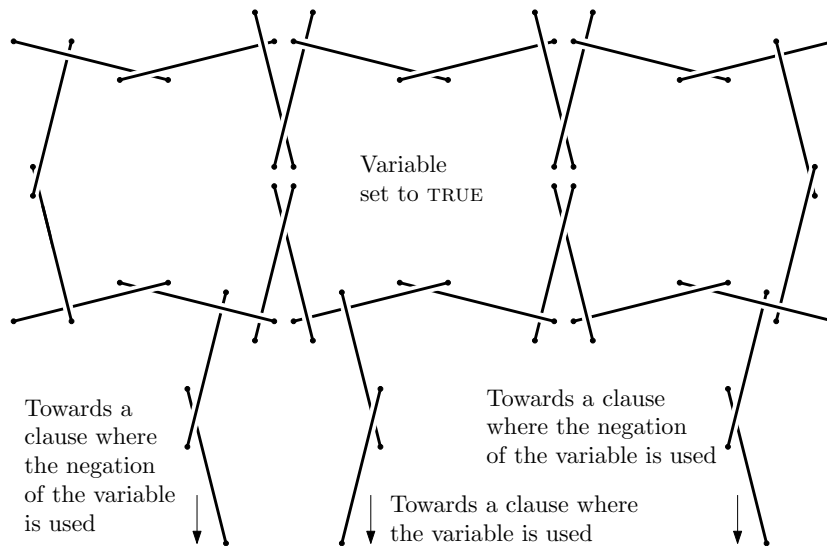 Variable
set to TRUE
Towards a
clause where
the negation
of the variable
is used
Towards a clause
where the negation
of the variable is used
Towards a clause where
the variable is used